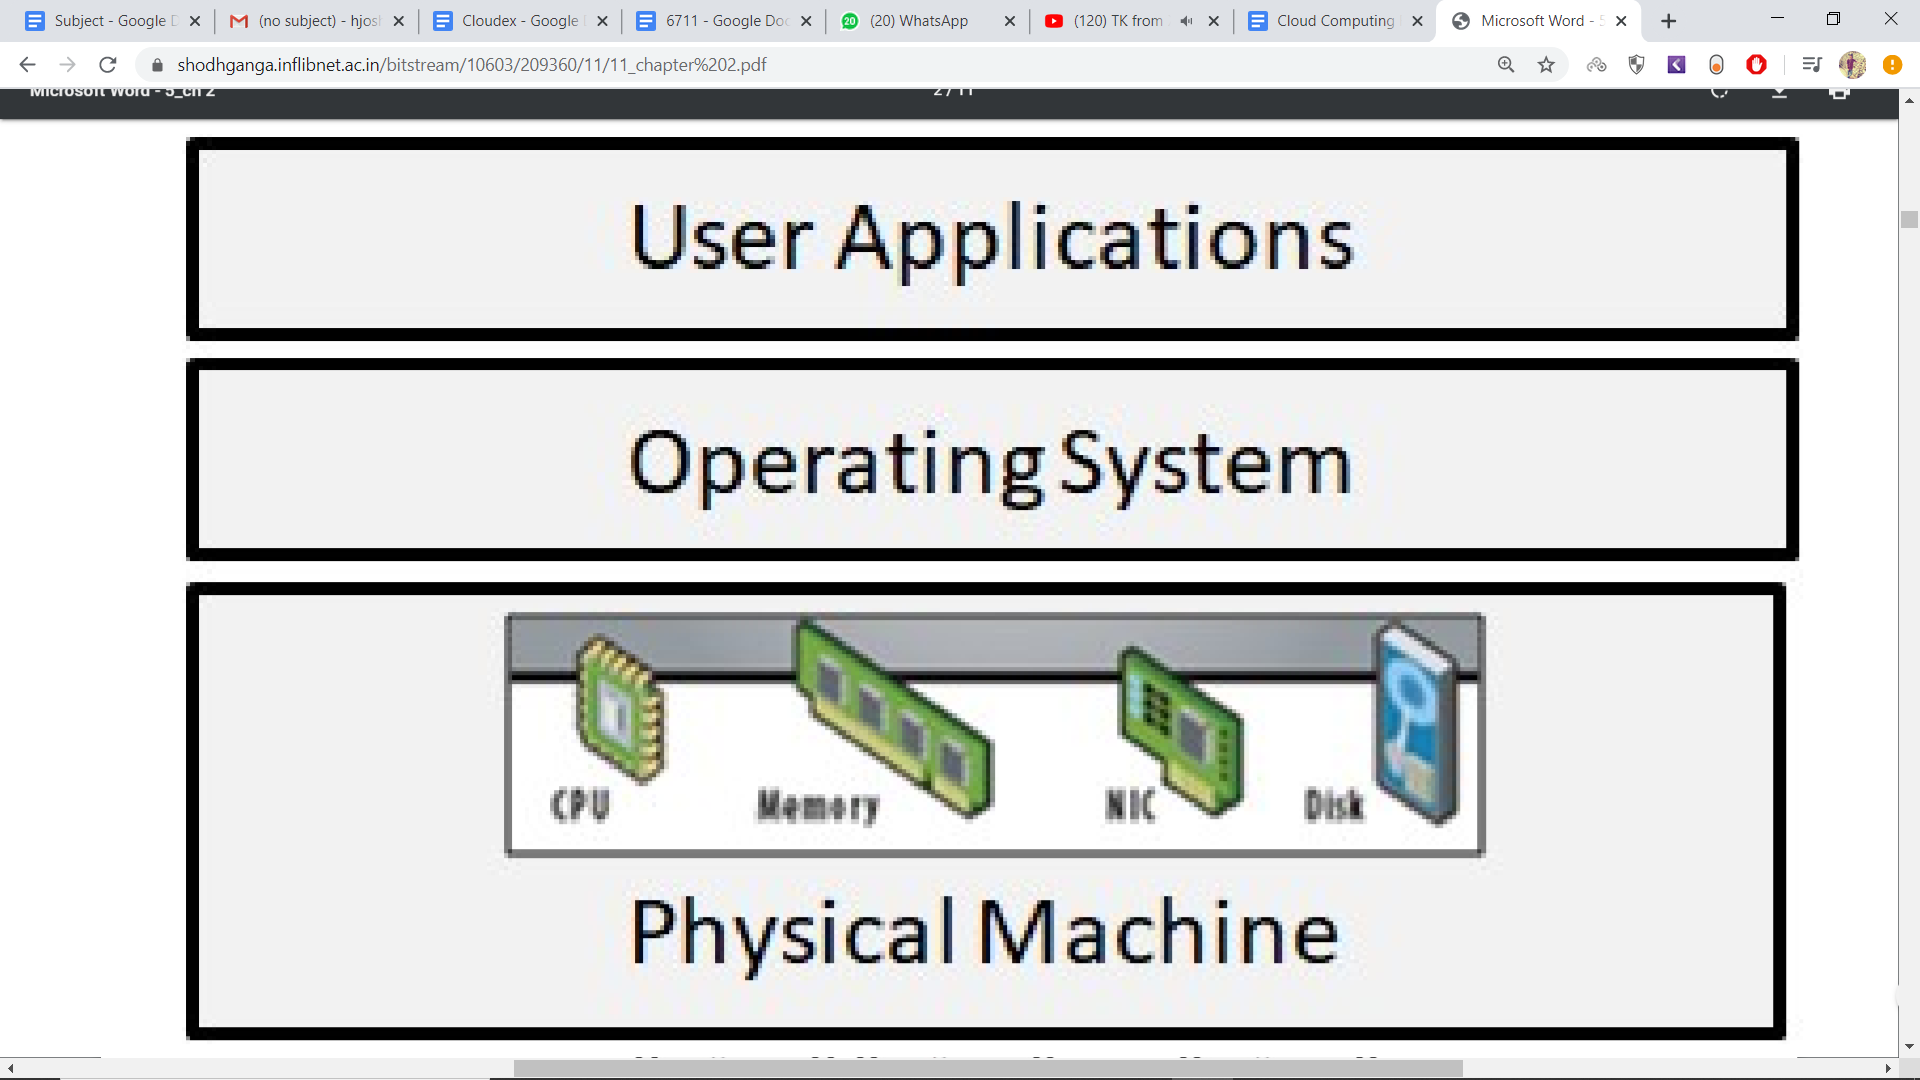 Subject - Google D
(no subject) - hjosh
Cloudex - Google
6711 - Google Doc
20
(20) WhatsApp
(120) TK from
Cloud Computing
Microsoft Word - 5
shodhganga.inflibnet.ac.in/bitstream/10603/209360/11/11_chapter%202.pdf
Microsoft Word - 5_ch 2
2 / 11
User Applications
Operating System
CPU Memory NIC Disk
Physical Machine